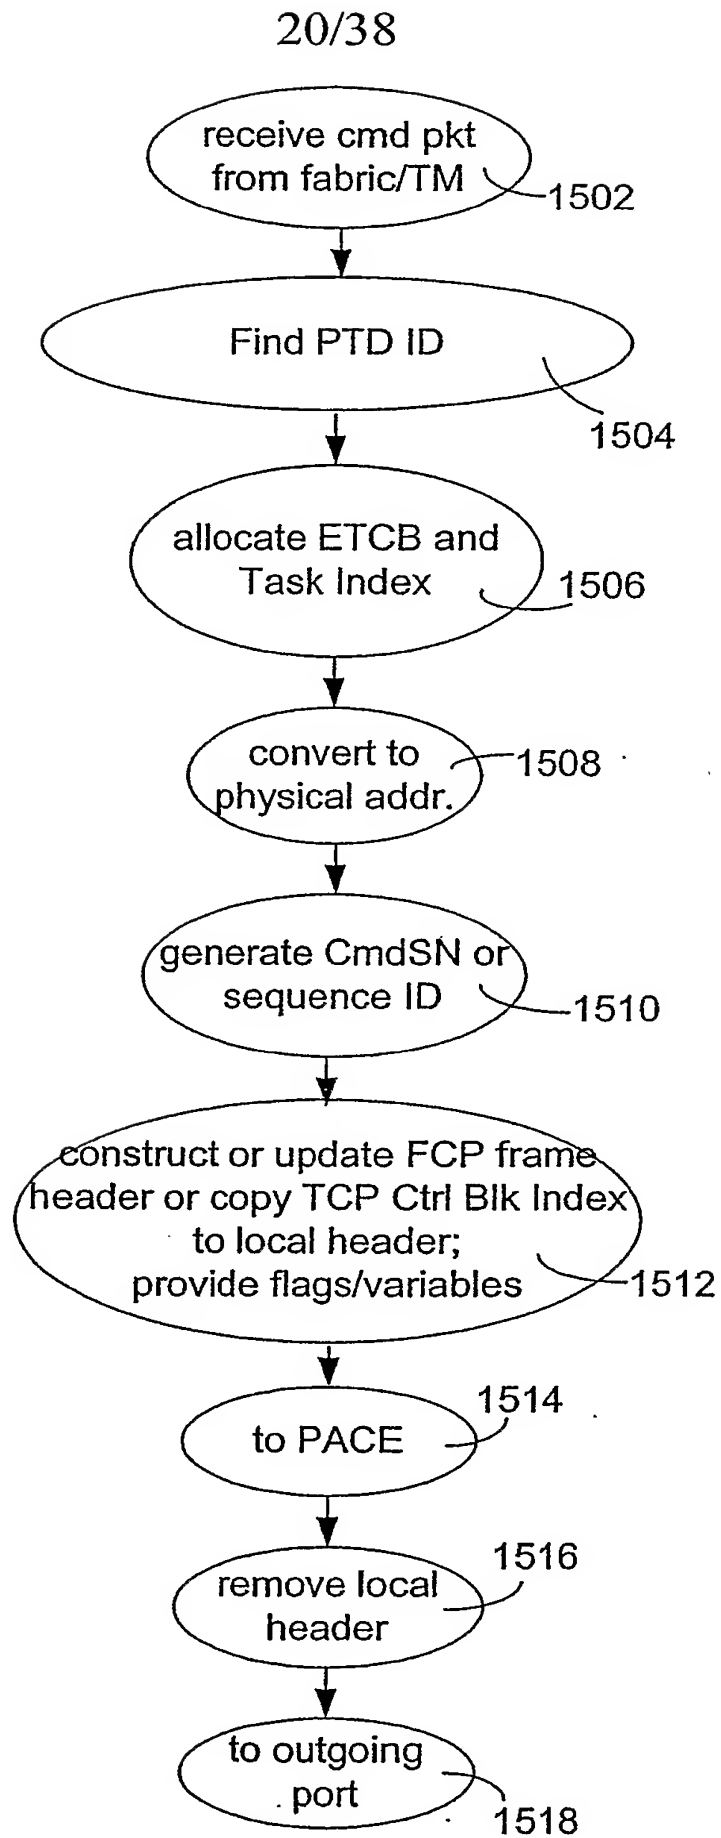 20/38
receive cmd pkt
from fabric/TM
1502
Find PTD ID
1504
allocate ETCB and
Task Index
1506
convert to
physical addr.
1508
generate CmdSN or
sequence ID
1510
construct or update FCP frame
header or copy TCP Ctrl Blk Index
to local header;
provide flags/variables
1512
to PACE
1514
remove local
header
1516
to outgoing
port
1518